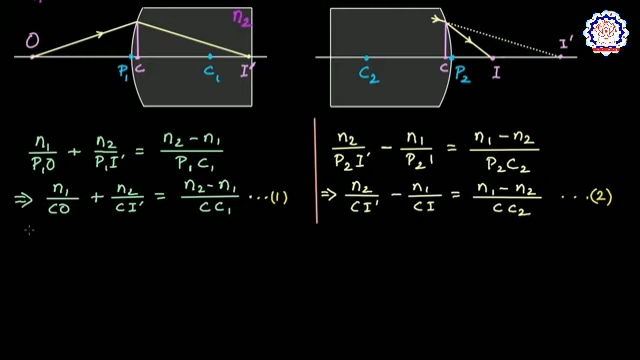 n₂
O P₁ C C₁ I'
C₂ C P₂ I I'
n₁/P₁O + n₂/P₁I' = (n₂ − n₁)/P₁C₁
⇒ n₁/CO + n₂/CI' = (n₂ − n₁)/CC₁ ...(1)
n₂/P₂I' − n₁/P₂I = (n₁ − n₂)/P₂C₂
⇒ n₂/CI' − n₁/CI = (n₁ − n₂)/CC₂ ...(2)